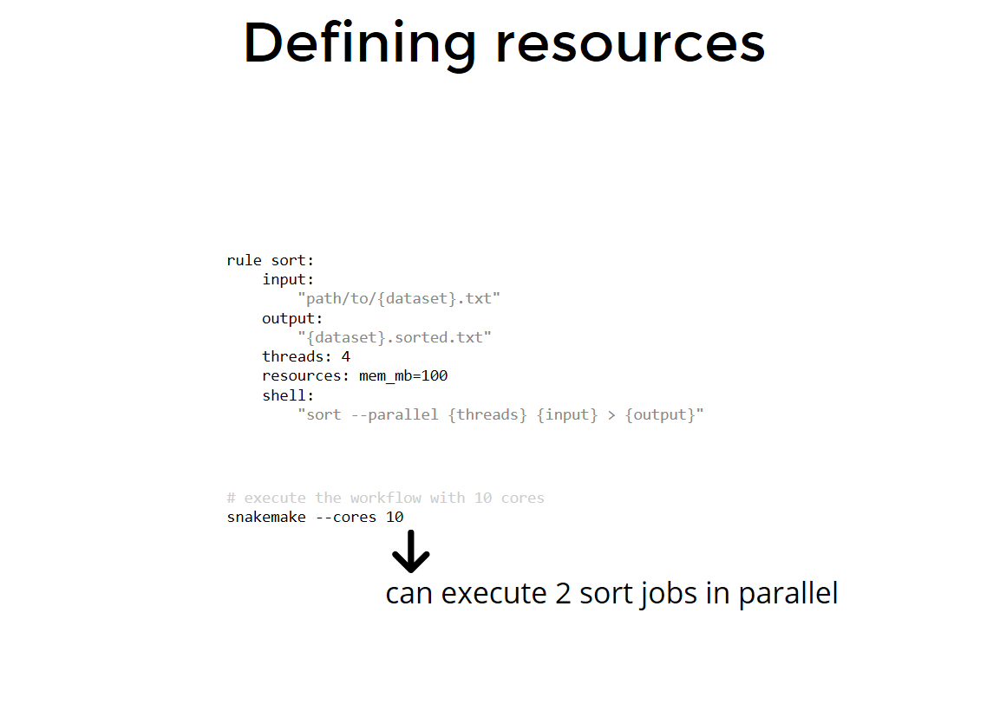 Defining resources
rule sort:
    input:
        "path/to/{dataset}.txt"
    output:
        "{dataset}.sorted.txt"
    threads: 4
    resources: mem_mb=100
    shell:
        "sort --parallel {threads} {input} > {output}"
# execute the workflow with 10 cores
snakemake --cores 10
can execute 2 sort jobs in parallel